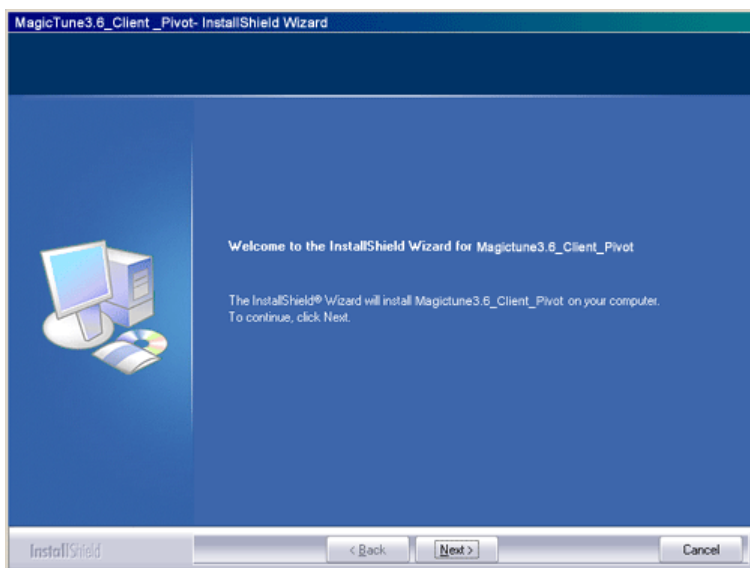 MagicTune3.6_Client _Pivot- InstallShield Wizard
Welcome to the InstallShield Wizard for Magictune3.6_Client_Pivot
The InstallShield® Wizard will install Magictune3.6_Client_Pivot on your computer.
To continue, click Next.
InstallShield
< Back
Next >
Cancel